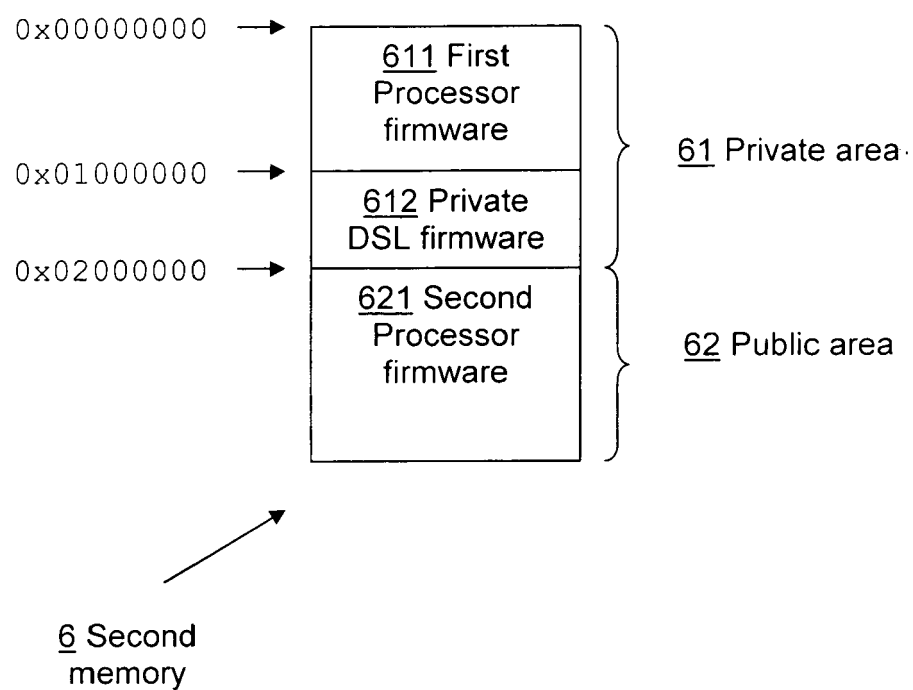 0x00000000
611 First
Processor
firmware
61 Private area
0x01000000
612 Private
DSL firmware
0x02000000
621 Second
Processor
firmware
62 Public area
6 Second
memory